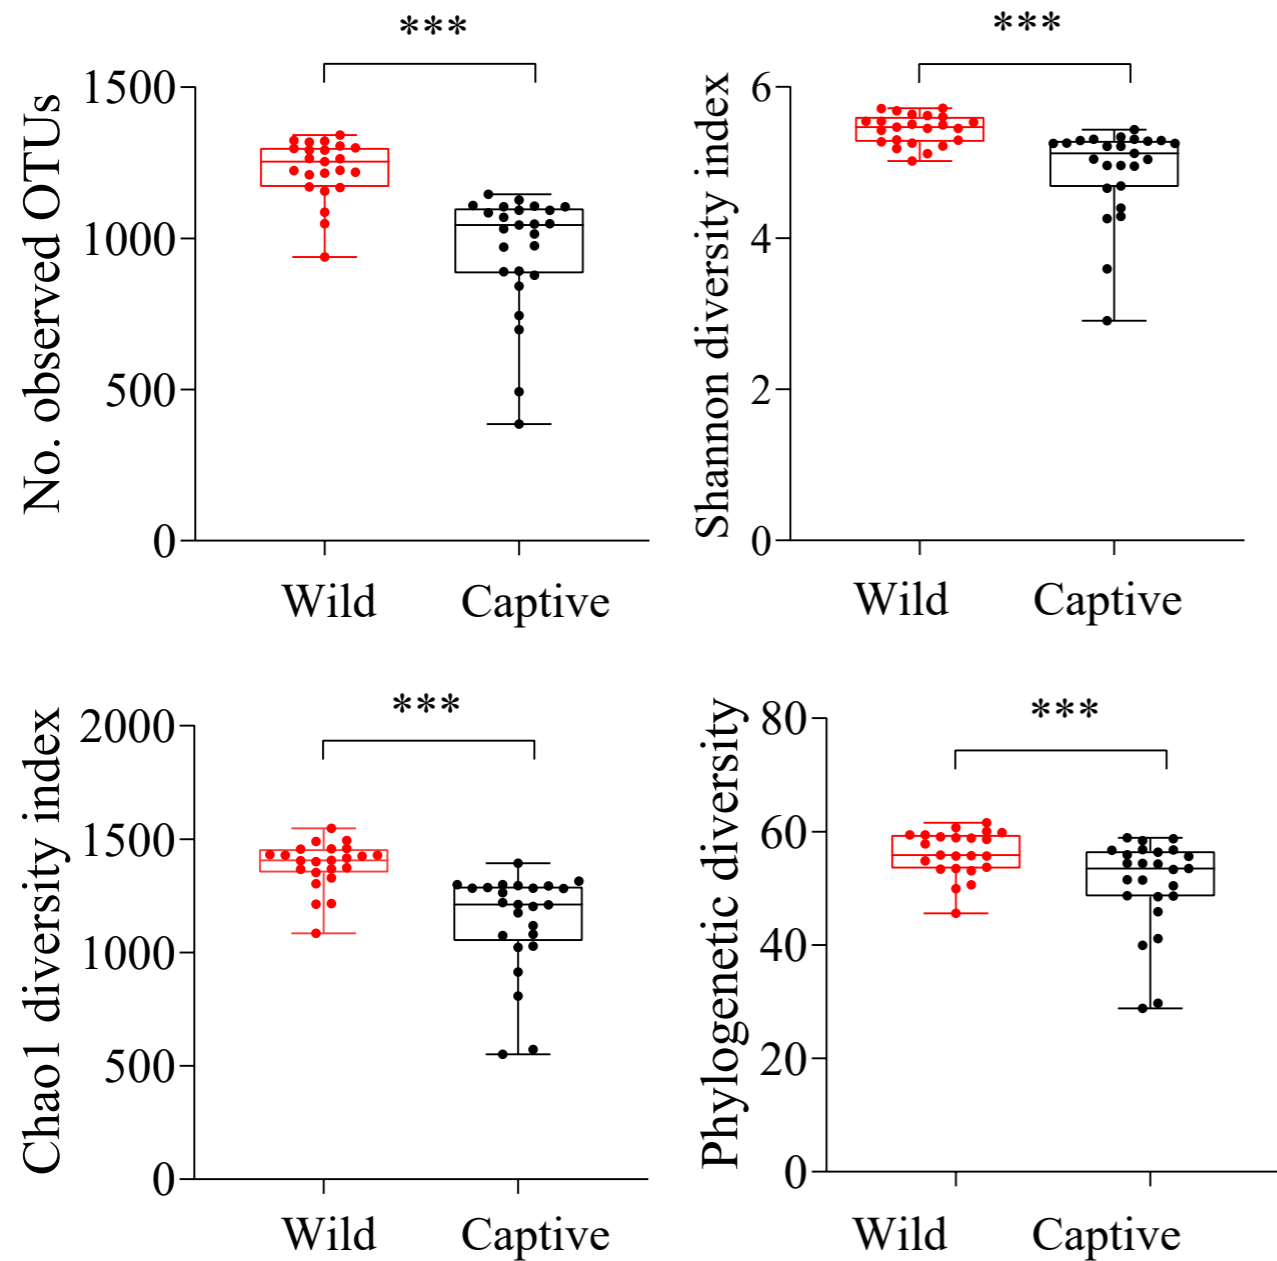 ***
No. observed OTUs
1500
1000
500
0
Wild
Captive
***
Shannon diversity index
6
4
2
0
Wild
Captive
***
Chao1 diversity index
2000
1500
1000
500
0
Wild
Captive
***
Phylogenetic diversity
80
60
40
20
0
Wild
Captive